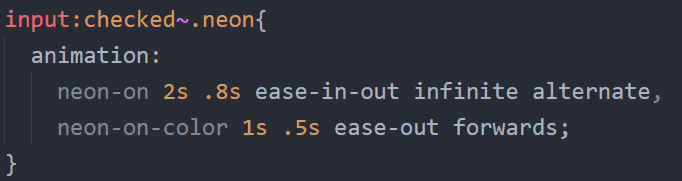 input:checked~.neon{
  animation:
    neon-on 2s .8s ease-in-out infinite alternate,
    neon-on-color 1s .5s ease-out forwards;
}